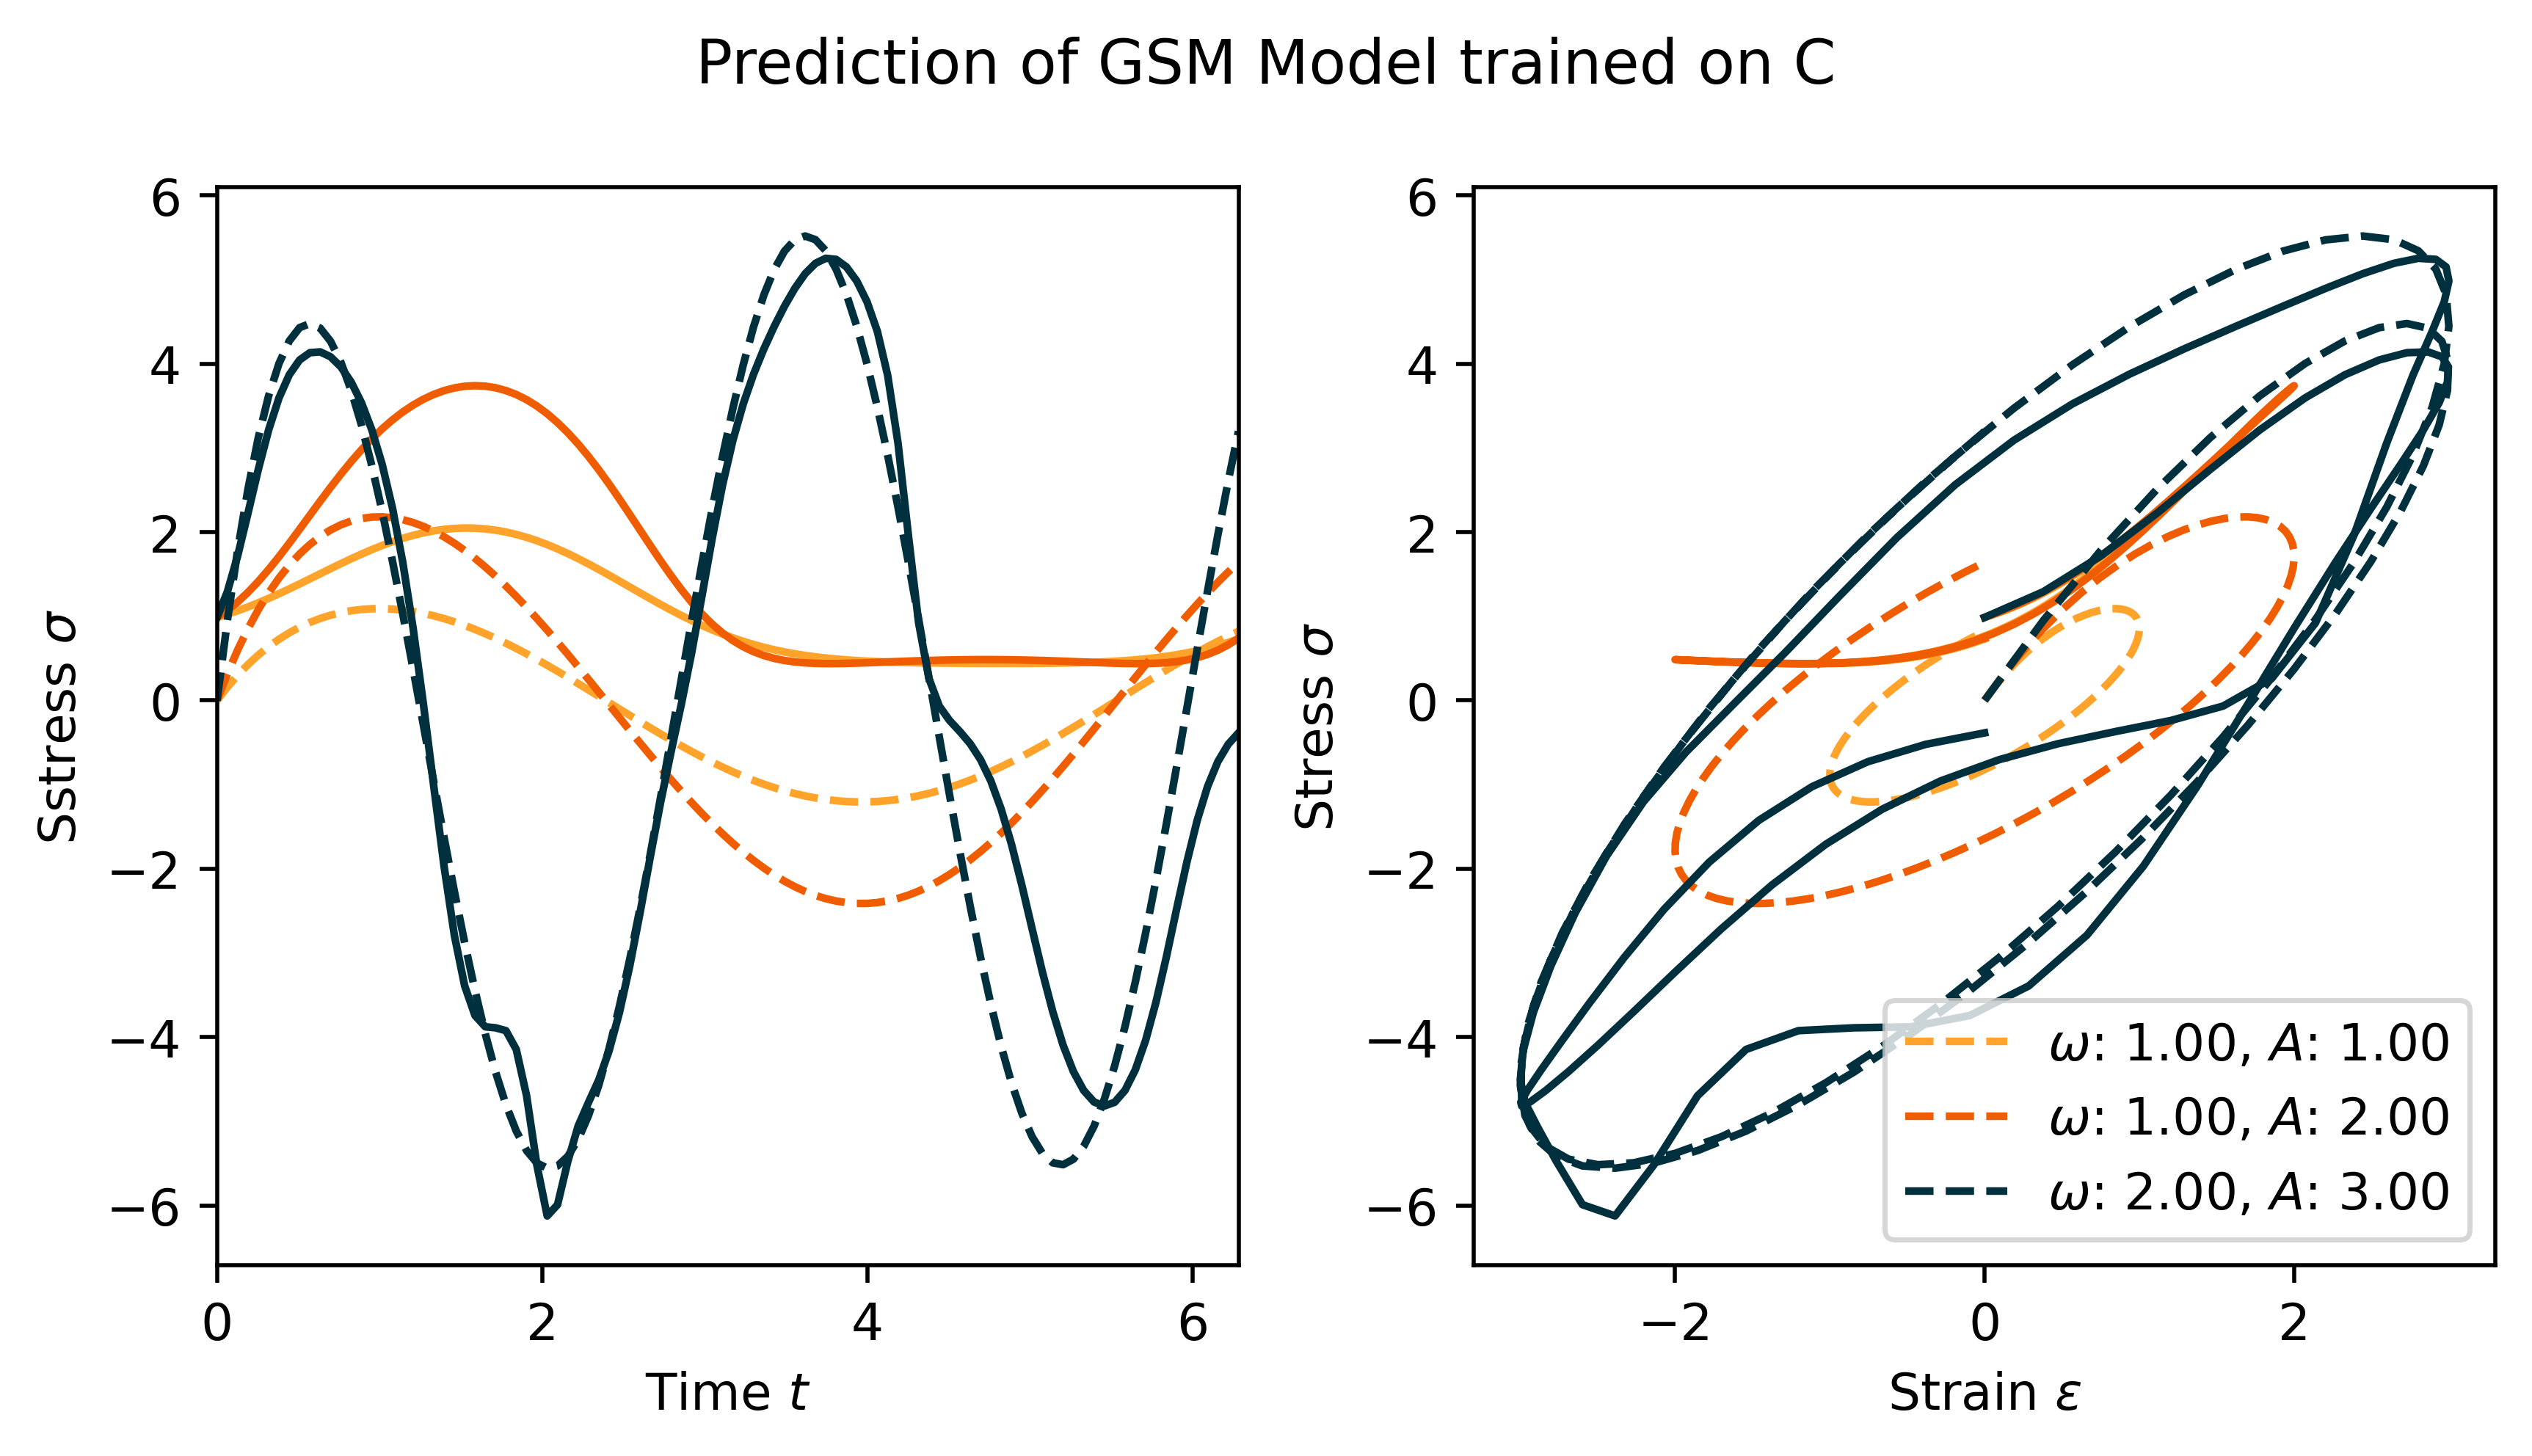 Prediction of GSM Model trained on C
6
4
2
0
−2
−4
−6
Sstress σ
0
2
4
6
Time t
6
4
2
0
−2
−4
−6
Stress σ
−2
0
2
Strain ε
ω: 1.00, A: 1.00
ω: 1.00, A: 2.00
ω: 2.00, A: 3.00